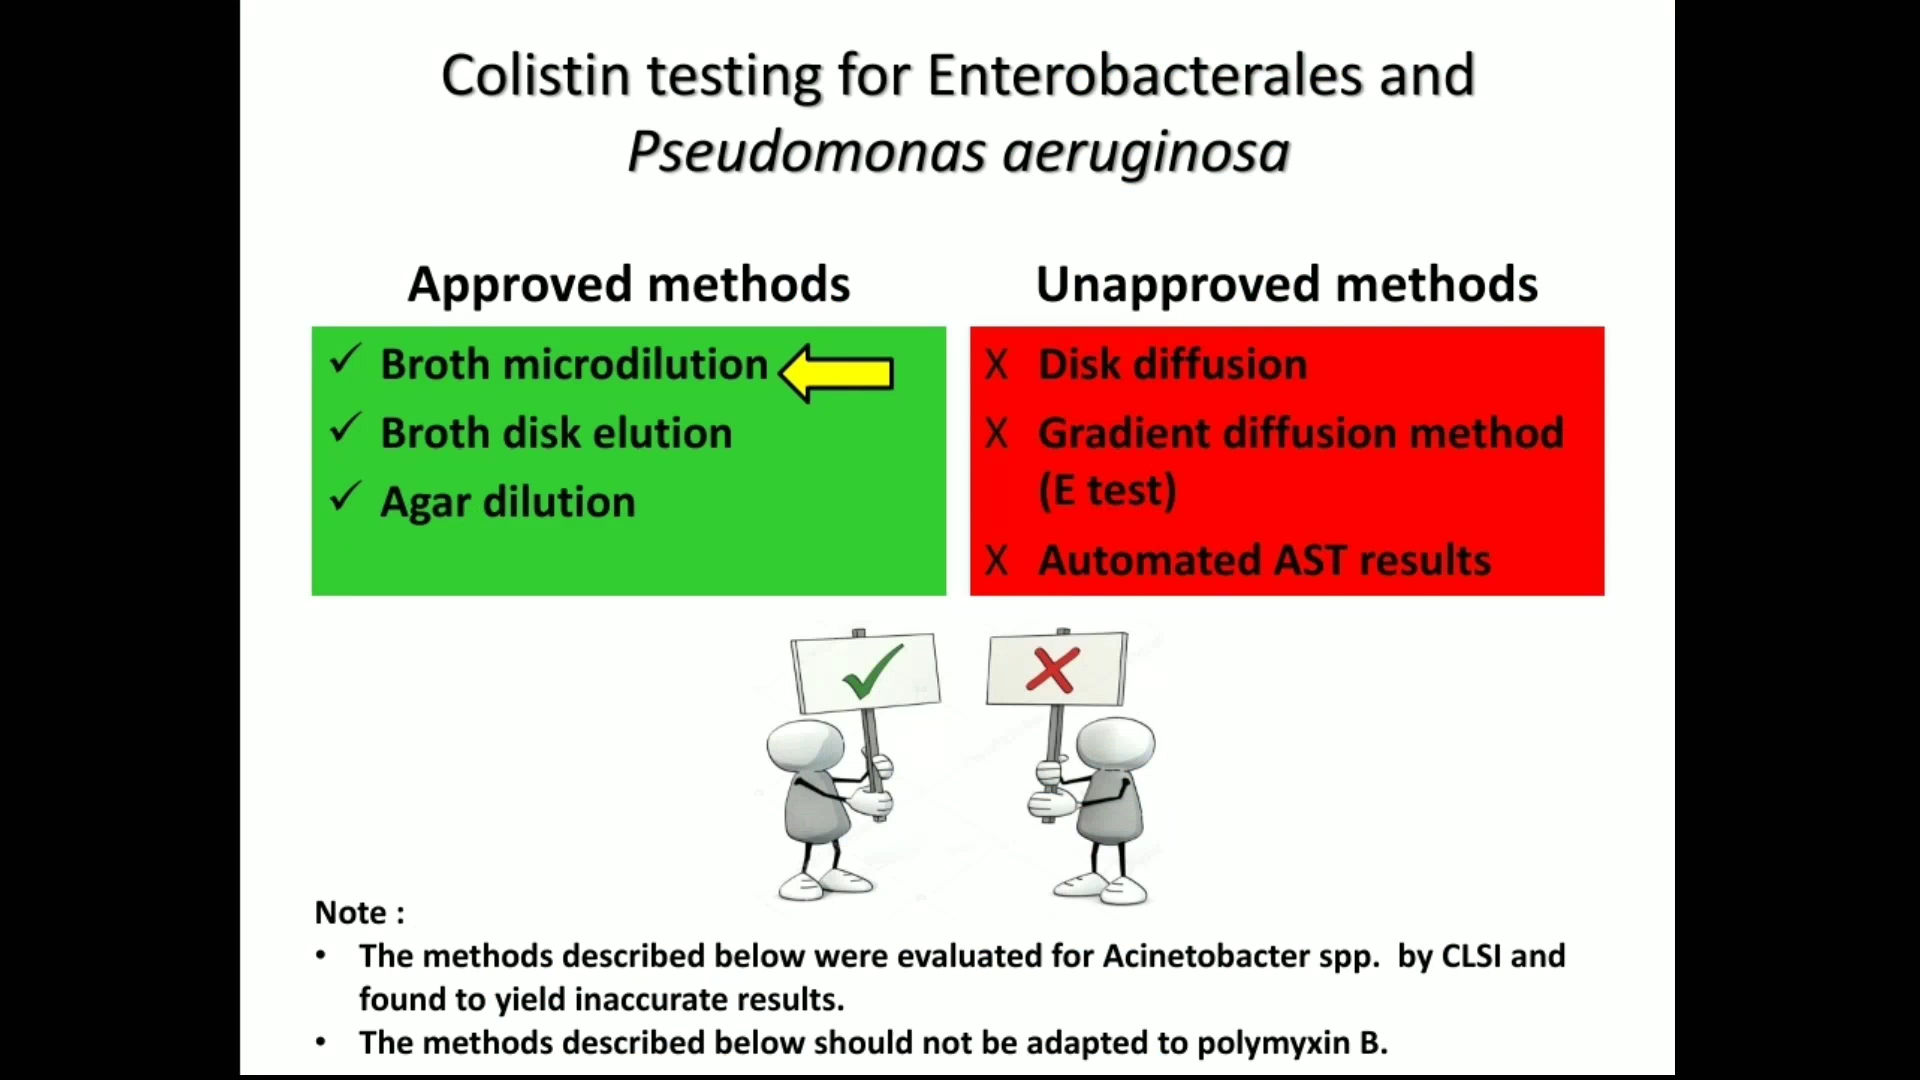 Colistin testing for Enterobacterales and
Pseudomonas aeruginosa
Approved methods
✓ Broth microdilution
✓ Broth disk elution
✓ Agar dilution
Unapproved methods
X Disk diffusion
X Gradient diffusion method
(E test)
X Automated AST results
Note :
• The methods described below were evaluated for Acinetobacter spp. by CLSI and
found to yield inaccurate results.
• The methods described below should not be adapted to polymyxin B.